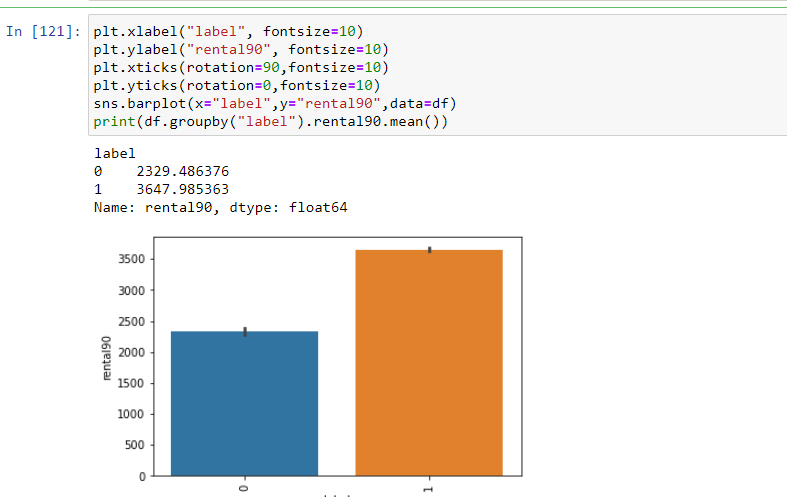 In [121]: plt.xlabel("label", fontsize=10)
plt.ylabel("rental90", fontsize=10)
plt.xticks(rotation=90,fontsize=10)
plt.yticks(rotation=0,fontsize=10)
sns.barplot(x="label",y="rental90",data=df)
print(df.groupby("label").rental90.mean())
label
0    2329.486376
1    3647.985363
Name: rental90, dtype: float64
3500
3000
2500
2000
1500
1000
500
0
rental90
0
1